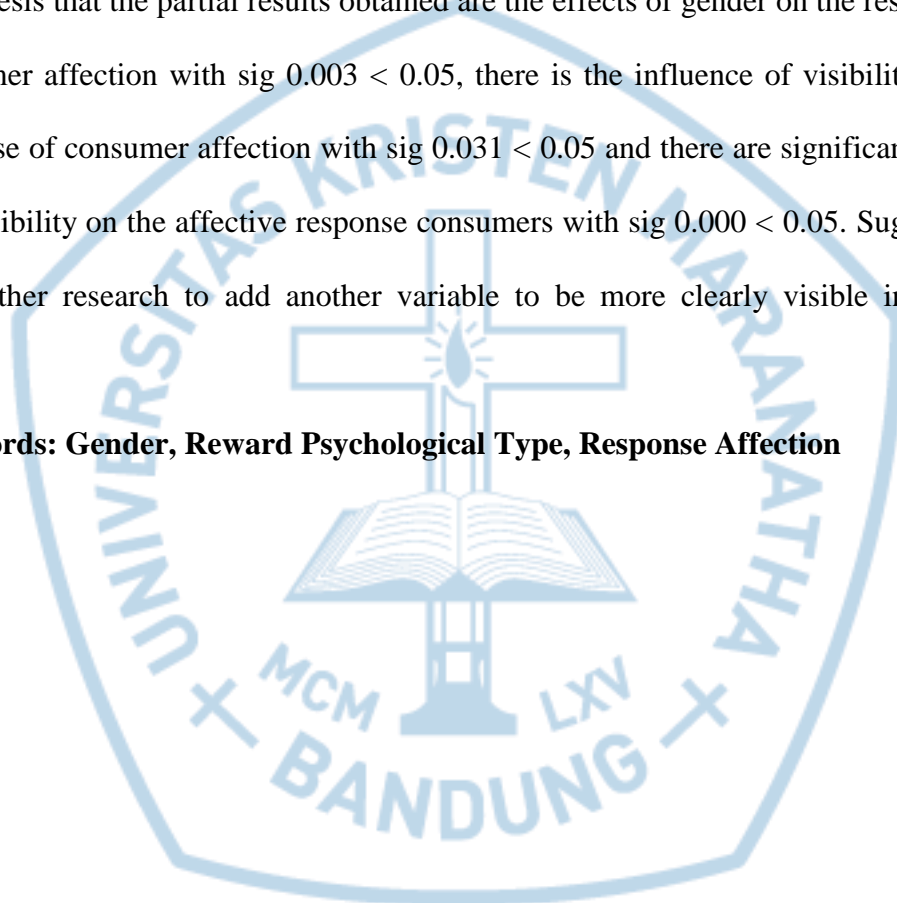 esis that the partial results obtained are the effects of gender on the res
ner affection with sig 0.003 < 0.05, there is the influence of visibilit
se of consumer affection with sig 0.031 < 0.05 and there are significan
sibility on the affective response consumers with sig 0.000 < 0.05. Sug
ther research to add another variable to be more clearly visible in
ords: Gender, Reward Psychological Type, Response Affection
UNIVERSITAS KRISTEN MARANATHA
MCM LXV
BANDUNG